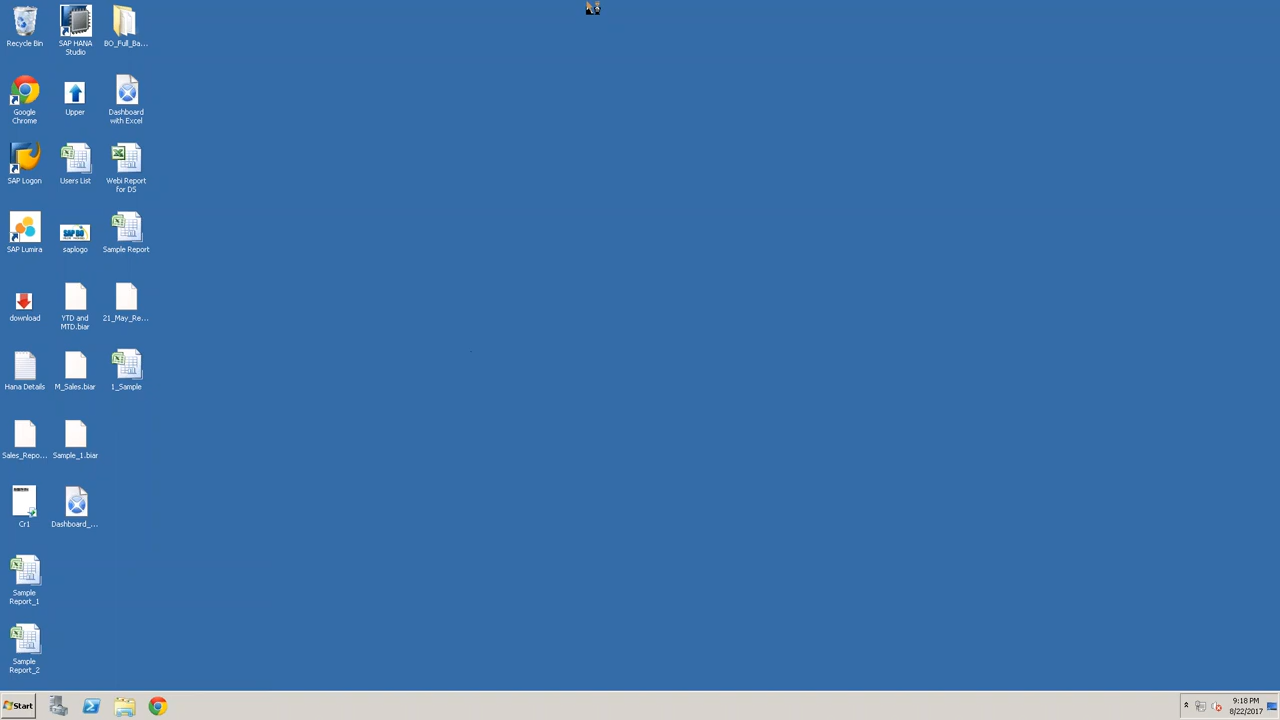 Recycle Bin
SAP HANA
Studio
BO_Full_Ba...
Google
Chrome
Upper
Dashboard
with Excel
SAP Logon
Users List
Webi Report
for DS
SAP Lumira
saplogo
Sample Report
download
YTD and
MTD.biar
21_May_Re...
Hana Details
M_Sales.biar
1_Sample
Sales_Repo...
Sample_1.biar
Cr1
Dashboard_...
Sample
Report_1
Sample
Report_2
Start
9:18 PM
8/22/2017